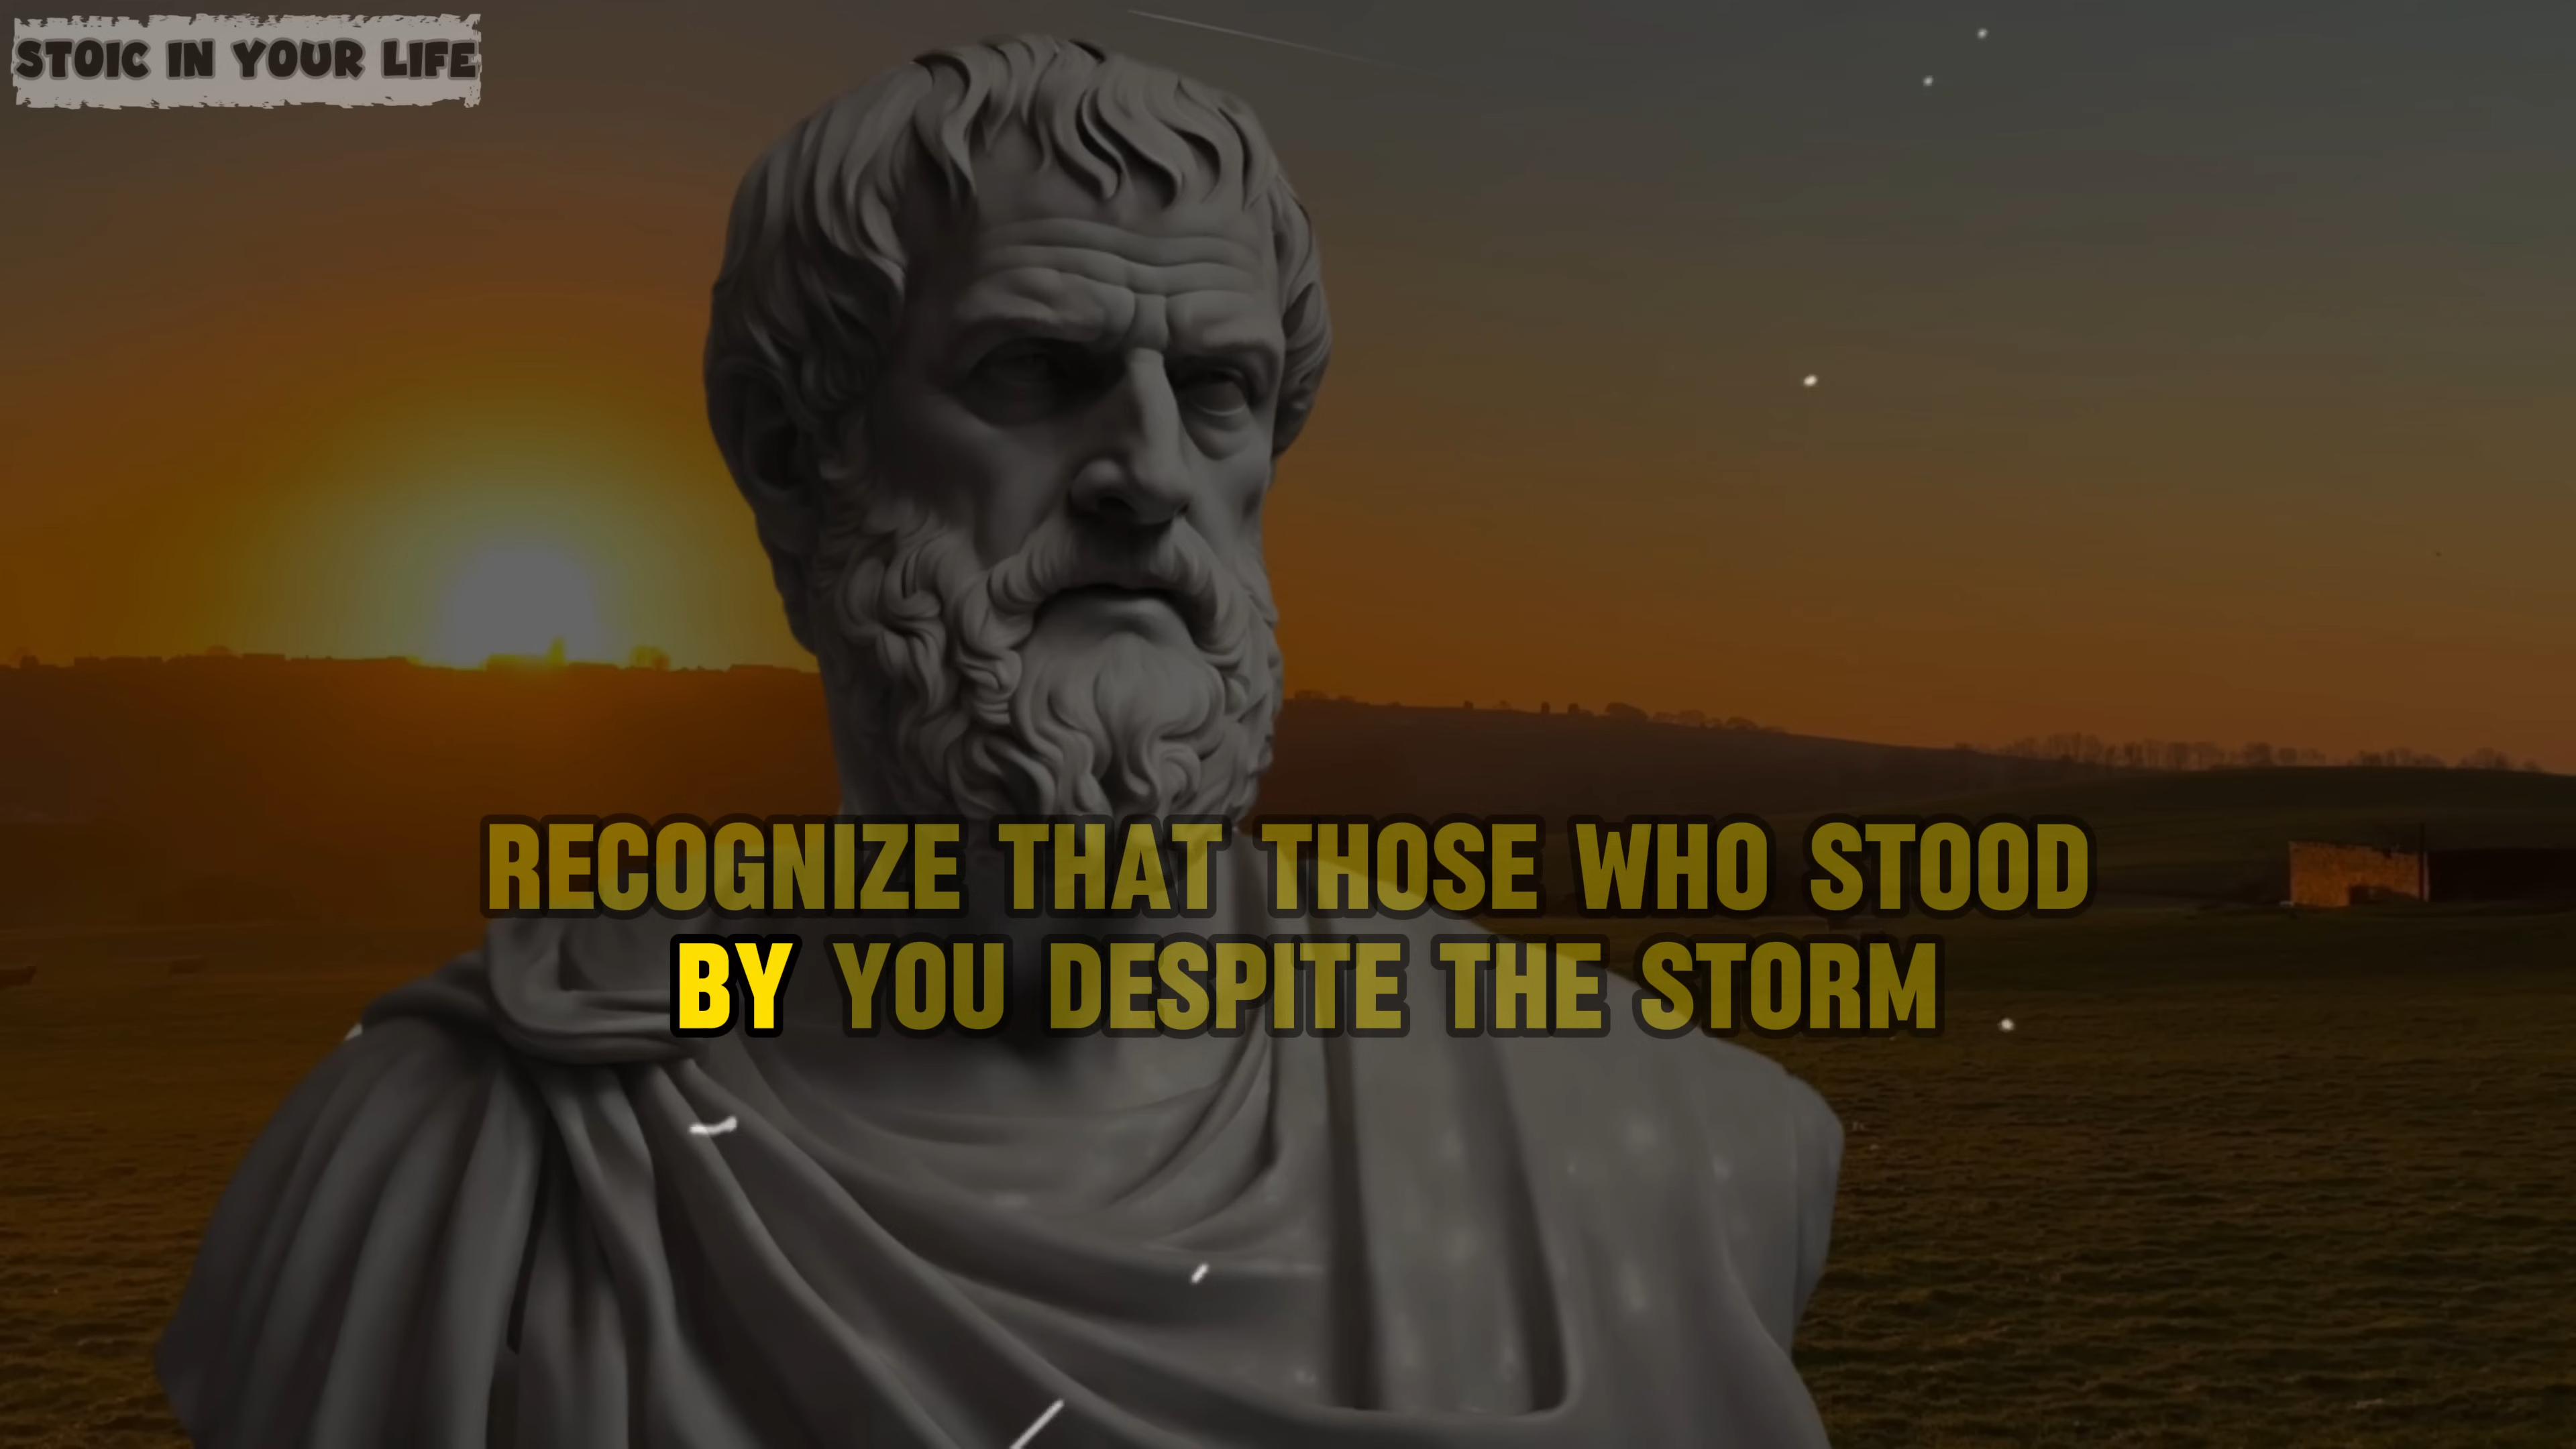 STOIC IN YOUR LIFE
RECOGNIZE THAT THOSE WHO STOOD
BY YOU DESPITE THE STORM